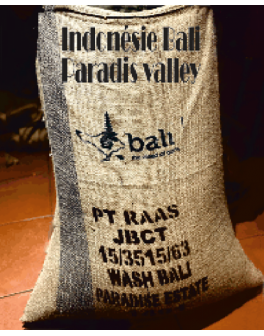 Indonésie Bali
Paradis valley
bali
PT RAAS
JBCT
15/3515/63
WASH BALI
PARADISE ESTATE